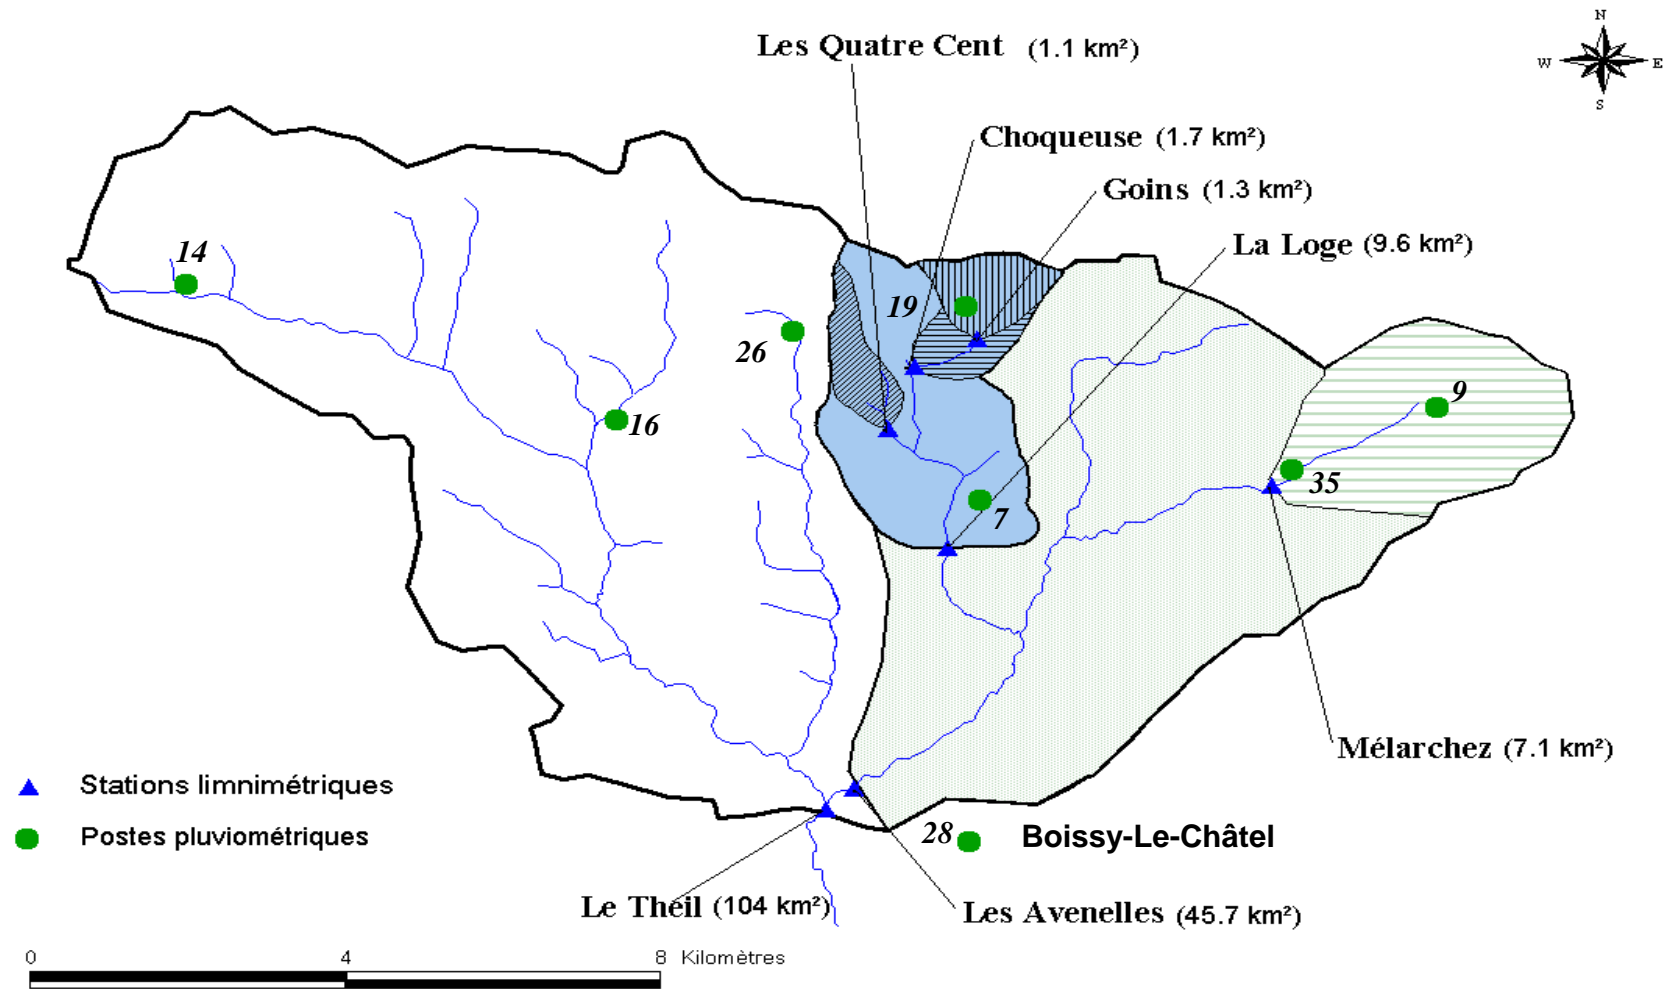 N
W E
S
Les Quatre Cent (1.1 km²)
Choqueuse (1.7 km²)
Goins (1.3 km²)
La Loge (9.6 km²)
14
19
26
16
9
35
7
Mélarchez (7.1 km²)
Stations limnimétriques
Postes pluviométriques
28 Boissy-Le-Châtel
Le Theil (104 km²)
Les Avenelles (45.7 km²)
0 4 8 Kilomètres